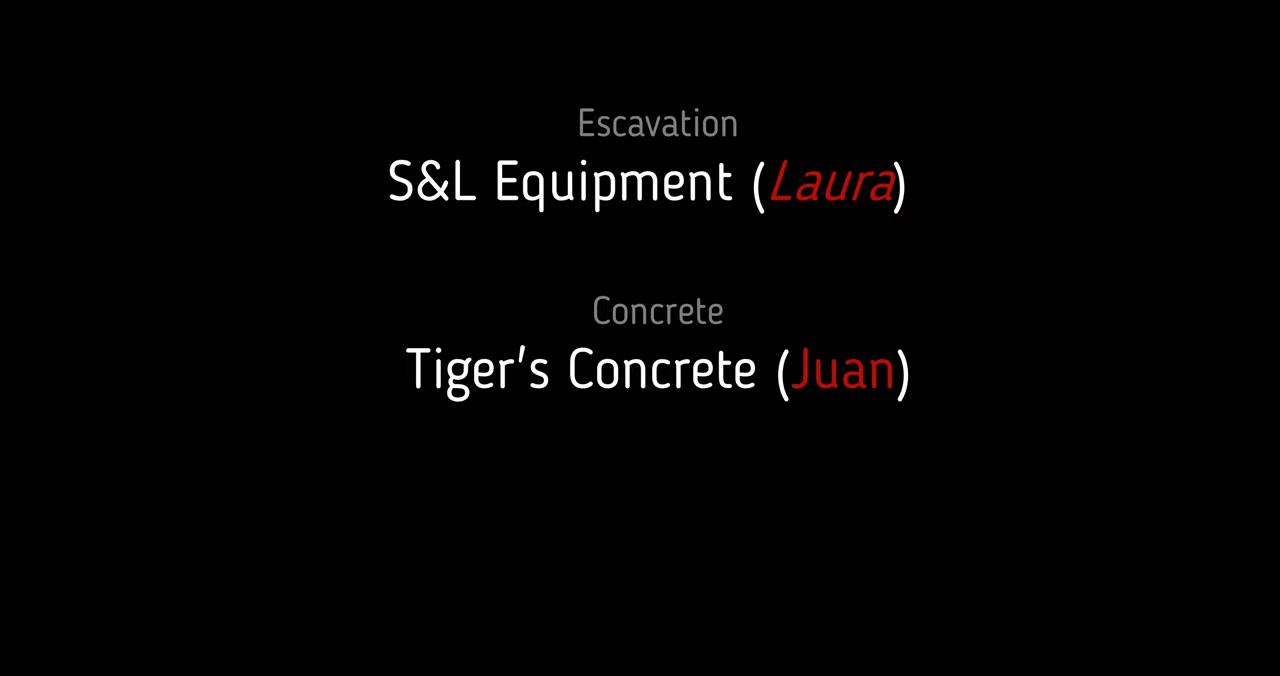 Escavation
S&L Equipment (Laura)
Concrete
Tiger's Concrete (Juan)